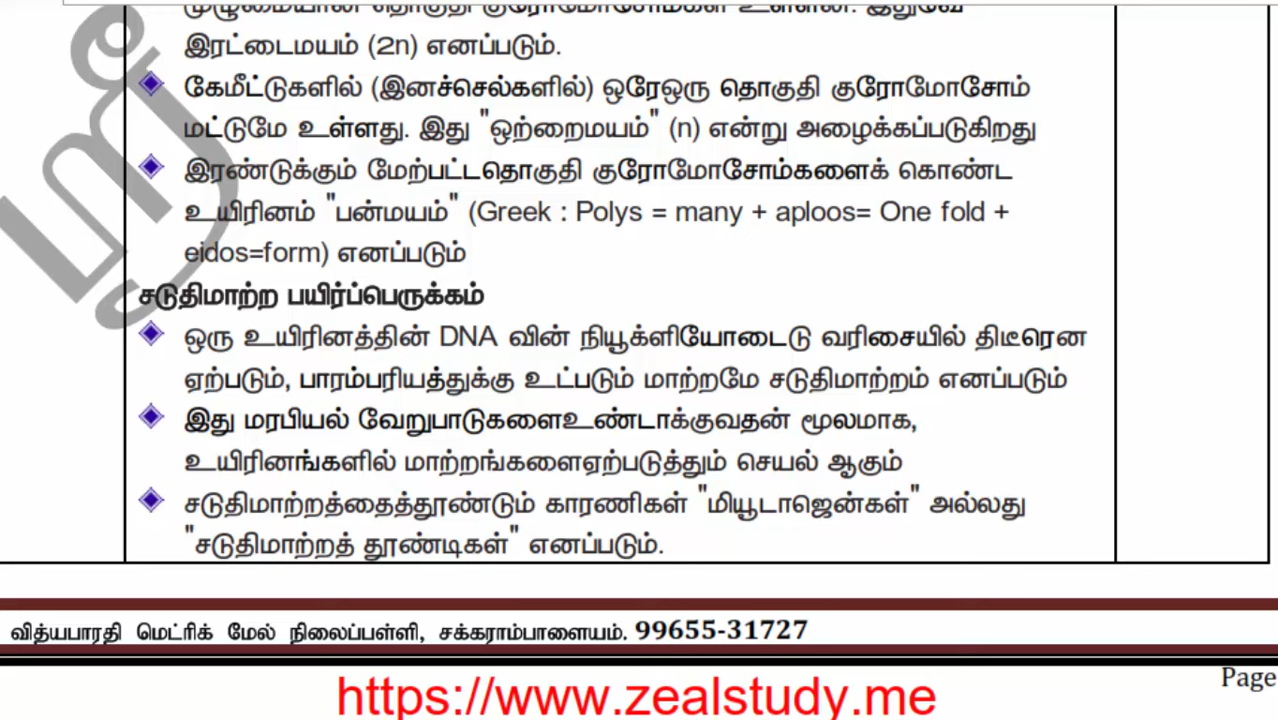 முழுமையான தொகுதி குரோமோசோம்கள் உள்ளன. இதுவே
இரட்டைமயம் (2n) எனப்படும்.
கேமீட்டுகளில் (இனச்செல்களில்) ஒரேஒரு தொகுதி குரோமோசோம்
மட்டுமே உள்ளது. இது "ஒற்றைமயம்" (n) என்று அழைக்கப்படுகிறது
இரண்டுக்கும் மேற்பட்டதொகுதி குரோமோசோம்களைக் கொண்ட
உயிரினம் "பன்மயம்" (Greek : Polys = many + aploos= One fold +
eidos=form) எனப்படும்
சடுதிமாற்ற பயிர்ப்பெருக்கம்
ஒரு உயிரினத்தின் DNA வின் நியூக்ளியோடைடு வரிசையில் திடீரென
ஏற்படும், பாரம்பரியத்துக்கு உட்படும் மாற்றமே சடுதிமாற்றம் எனப்படும்
இது மரபியல் வேறுபாடுகளைஉண்டாக்குவதன் மூலமாக,
உயிரினங்களில் மாற்றங்களைஏற்படுத்தும் செயல் ஆகும்
சடுதிமாற்றத்தைத்தூண்டும் காரணிகள் "மியூடாஜென்கள்" அல்லது
"சடுதிமாற்றத் தூண்டிகள்" எனப்படும்.
வித்யபாரதி மெட்ரிக் மேல் நிலைப்பள்ளி, சக்கராம்பாளையம். 99655-31727
Page
https://www.zealstudy.me